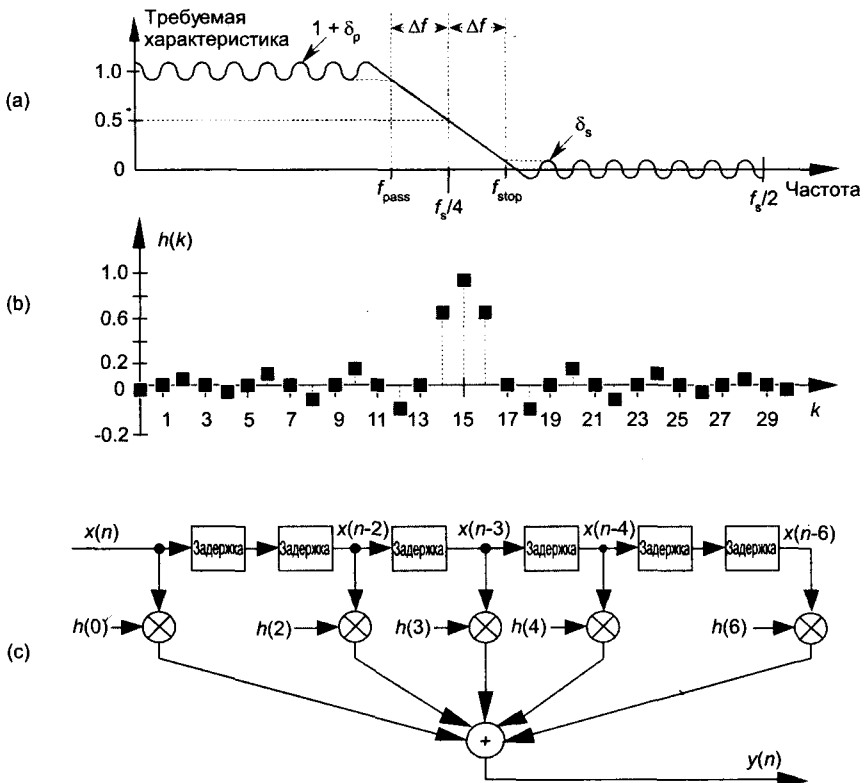 Требуемая
характеристика
1 + δp
Δf Δf
(a)
1.0
0.5
0
δs
fpass
fs/4
fstop
fs/2
Частота
h(k)
(b)
1.0
0.6
0.2
0
-0.2
1 3 5 7 9 11 13 15 17 19 21 23 25 27 29
k
x(n) x(n-2) x(n-3) x(n-4) x(n-6)
Задержка Задержка Задержка Задержка Задержка Задержка
h(0) h(2) h(3) h(4) h(6)
(c)
+
y(n)